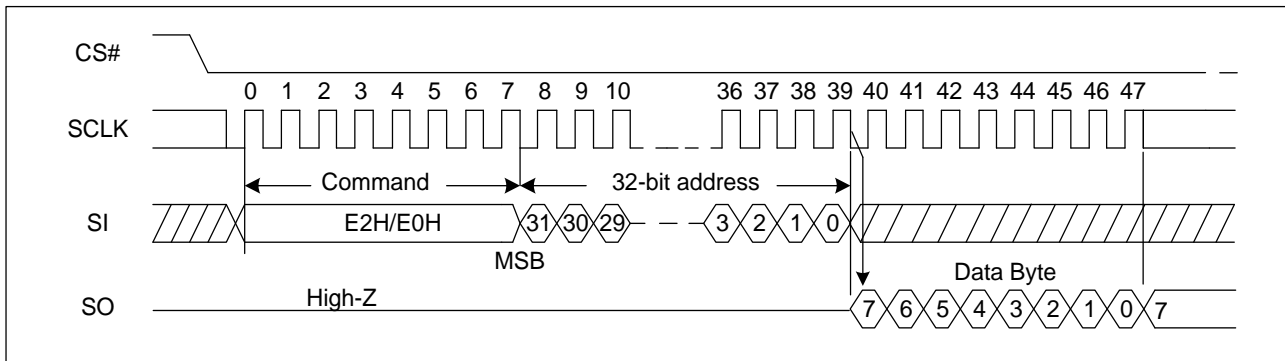 CS#
0 1 2 3 4 5 6 7 8 9 10 36 37 38 39 40 41 42 43 44 45 46 47
SCLK
Command 32-bit address
SI E2H/E0H 31 30 29 3 2 1 0
MSB Data Byte
High-Z
SO 7 6 5 4 3 2 1 0 7